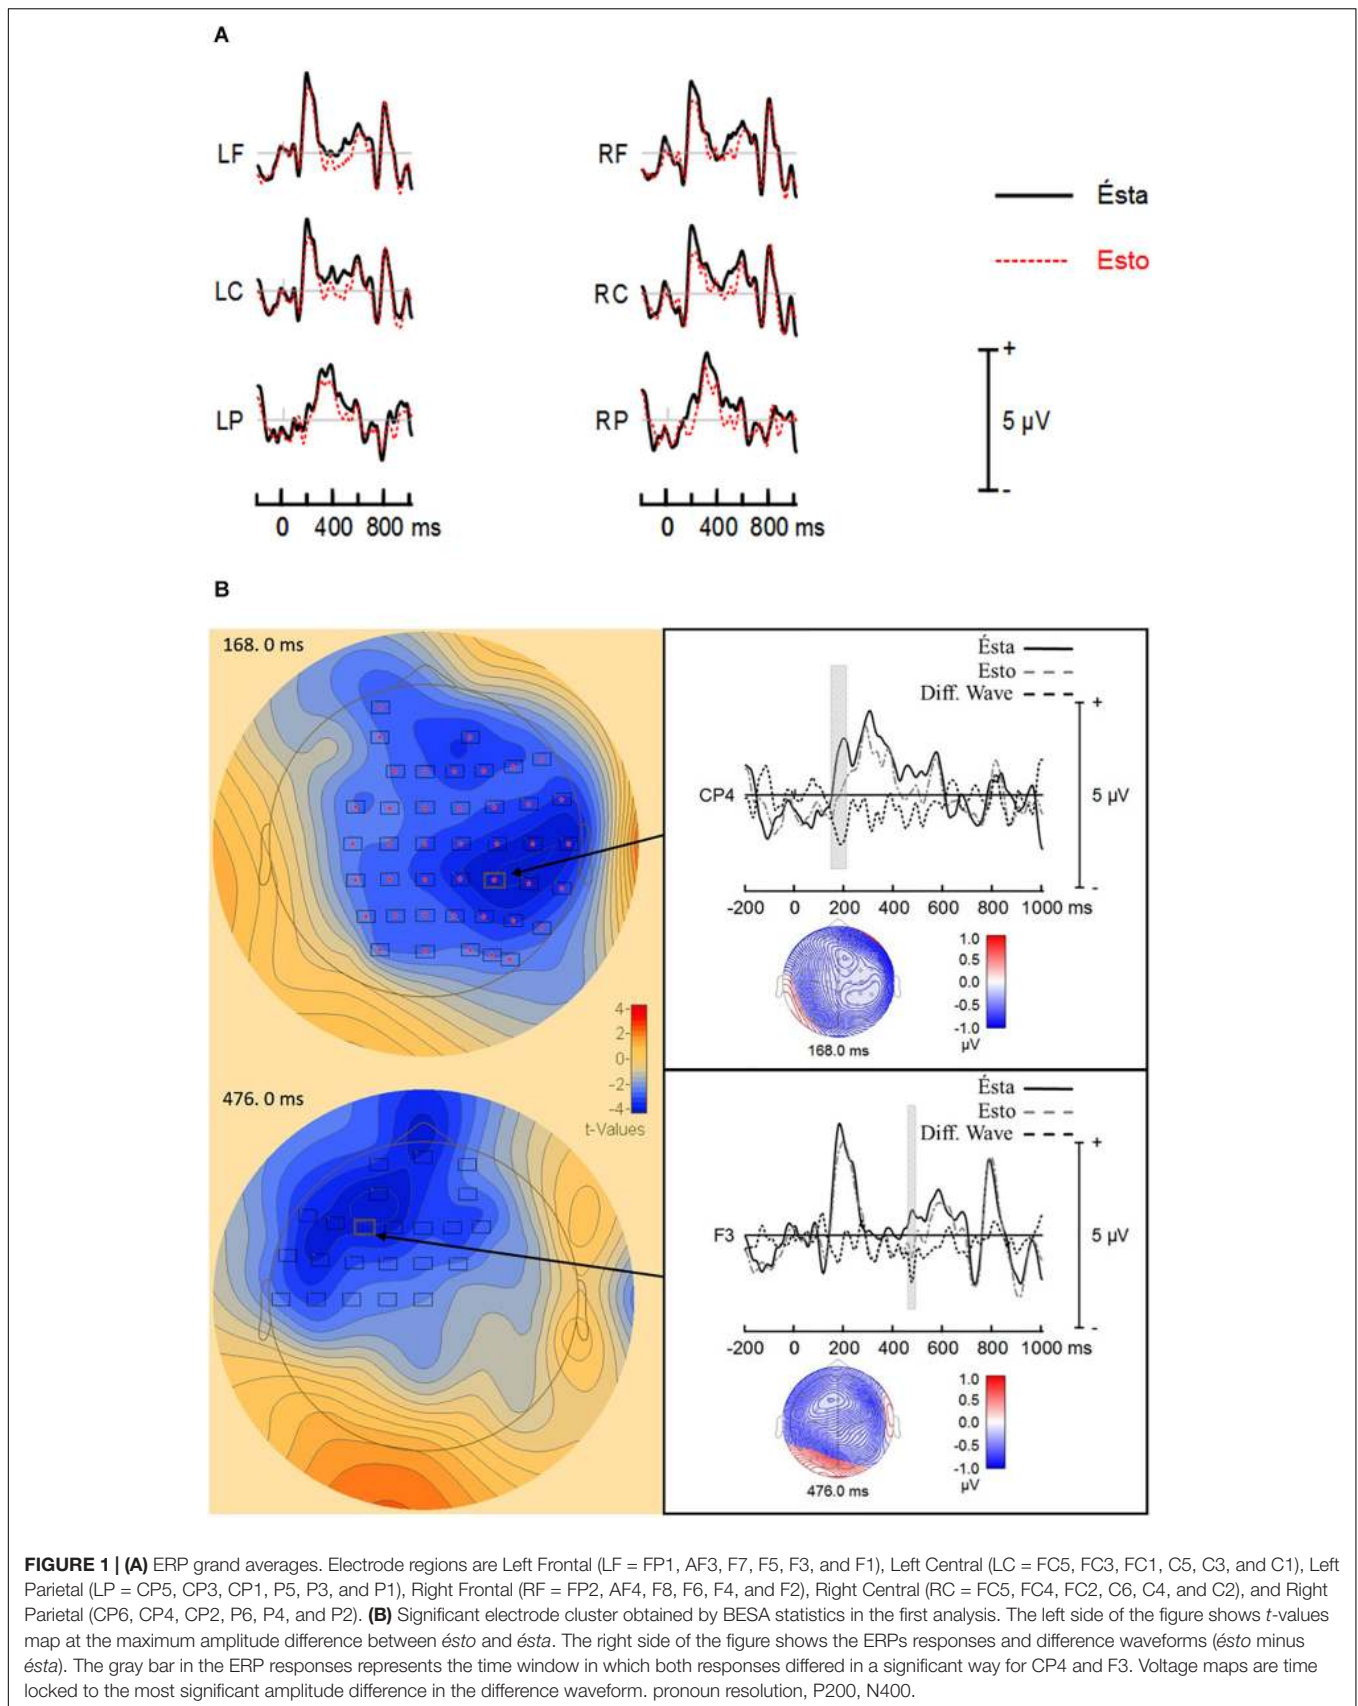 A
LF
RF
Ésta
LC
RC
Esto
LP
RP
+
5 µV
-
0 400 800 ms
0 400 800 ms
B
168. 0 ms
Ésta
Esto
Diff. Wave
+
CP4
5 µV
-
-200 0 200 400 600 800 1000 ms
1.0
0.5
0.0
-0.5
-1.0
µV
168.0 ms
4
2
0
-2
-4
t-Values
476. 0 ms
Ésta
Esto
Diff. Wave
+
F3
5 µV
-
-200 0 200 400 600 800 1000 ms
1.0
0.5
0.0
-0.5
-1.0
µV
476.0 ms
FIGURE 1 | (A) ERP grand averages. Electrode regions are Left Frontal (LF = FP1, AF3, F7, F5, F3, and F1), Left Central (LC = FC5, FC3, FC1, C5, C3, and C1), Left
Parietal (LP = CP5, CP3, CP1, P5, P3, and P1), Right Frontal (RF = FP2, AF4, F8, F6, F4, and F2), Right Central (RC = FC5, FC4, FC2, C6, C4, and C2), and Right
Parietal (CP6, CP4, CP2, P6, P4, and P2). (B) Significant electrode cluster obtained by BESA statistics in the first analysis. The left side of the figure shows t-values
map at the maximum amplitude difference between ésto and ésta. The right side of the figure shows the ERPs responses and difference waveforms (ésto minus
ésta). The gray bar in the ERP responses represents the time window in which both responses differed in a significant way for CP4 and F3. Voltage maps are time
locked to the most significant amplitude difference in the difference waveform. pronoun resolution, P200, N400.